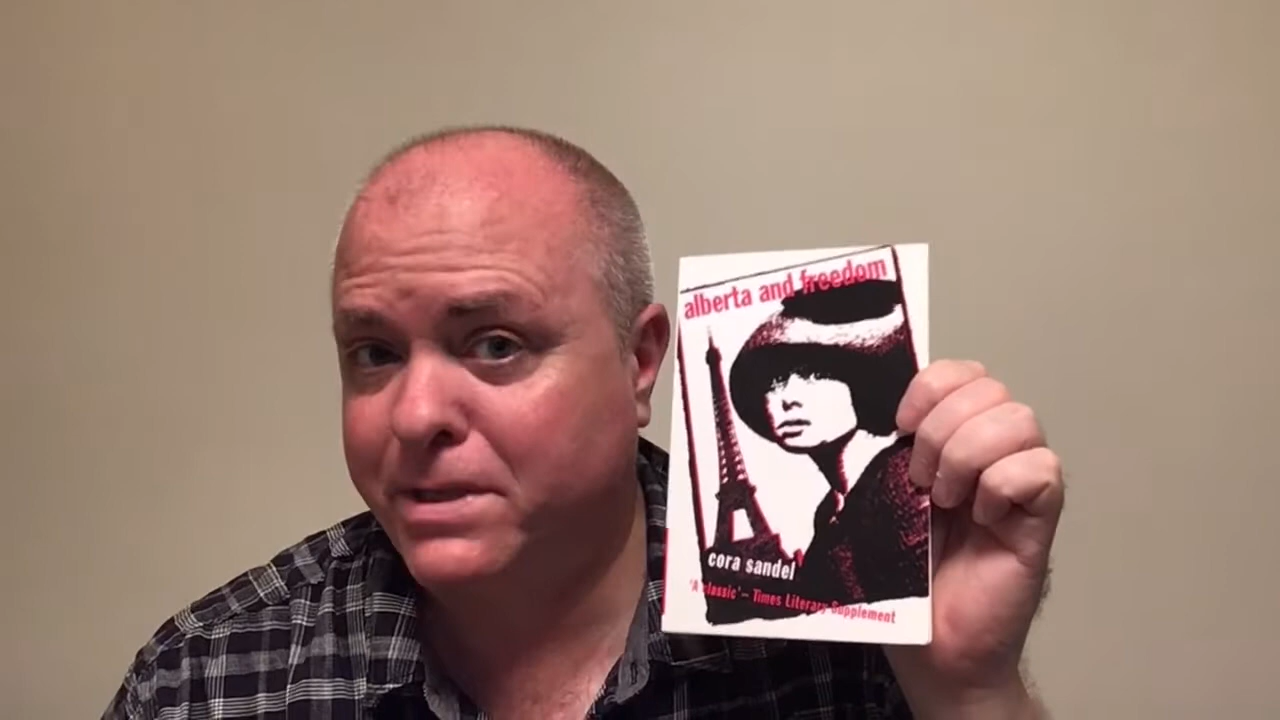 alberta and freedom
cora sandel
'A classic' – Times Literary Supplement